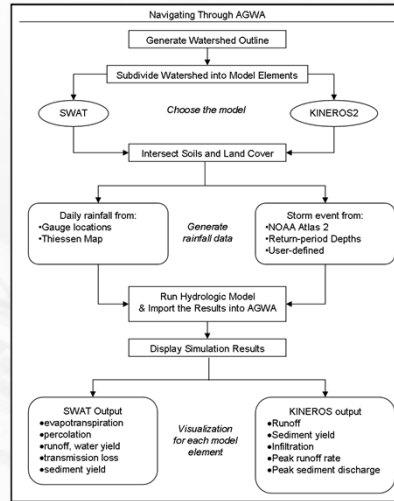 Navigating Through AGWA
Generate Watershed Outline
Subdivide Watershed into Model Elements
SWAT
Choose the model
KINEROS2
Intersect Soils and Land Cover
Daily rainfall from:
•Gauge locations
•Thiessen Map
Generate
rainfall data
Storm event from:
•NOAA Atlas 2
•Return-period Depths
•User-defined
Run Hydrologic Model
& Import the Results into AGWA
Display Simulation Results
SWAT Output
•evapotranspiration
•percolation
•runoff, water yield
•transmission loss
•sediment yield
Visualization
for each model
element
KINEROS output
•Runoff
•Sediment yield
•Infiltration
•Peak runoff rate
•Peak sediment discharge